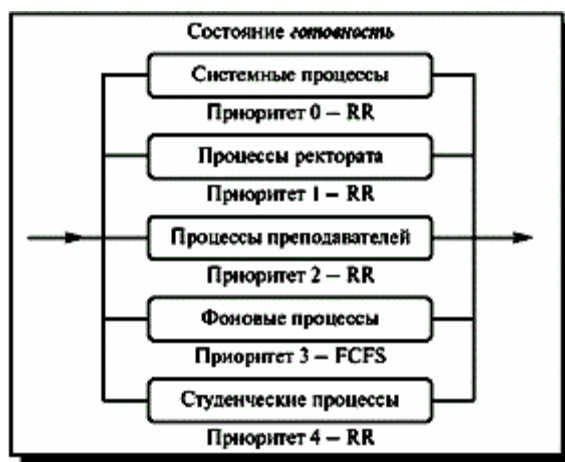 Состояние готовность
Системные процессы
Приоритет 0 – RR
Процессы ректората
Приоритет 1 – RR
Процессы преподавателей
Приоритет 2 – RR
Фоновые процессы
Приоритет 3 – FCFS
Студенческие процессы
Приоритет 4 – RR